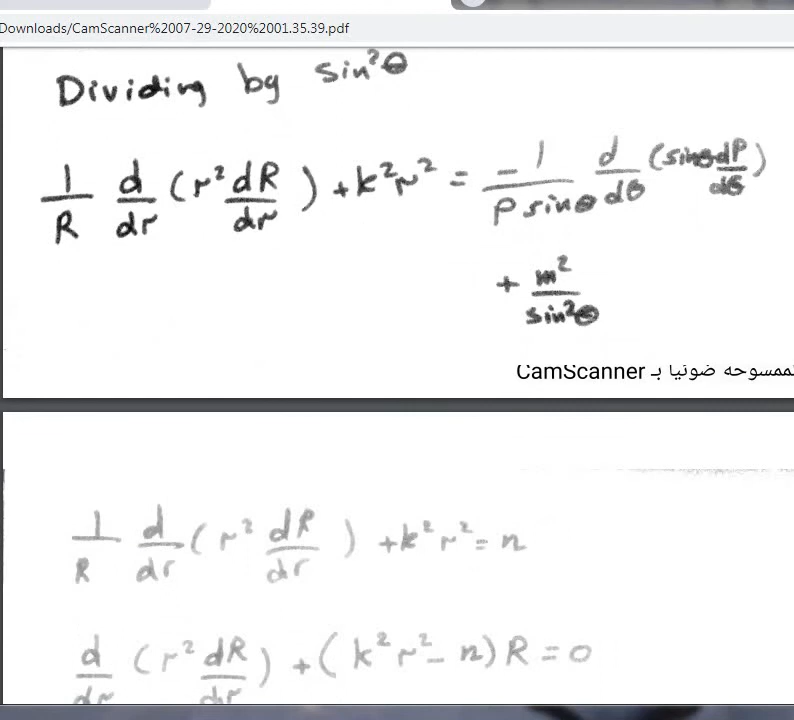 Downloads/CamScanner%2007-29-2020%2001.35.39.pdf
Dividing by sin²θ
1/R d/dr (r² dR/dr) + k²r² = -1/(P sinθ) d/dθ (sinθ dP/dθ)
+ m²/sin²θ
لممسوحه ضوئيا بـ CamScanner
1/R d/dr (r² dR/dr) + k²r² = n
d/dr (r² dR/dr) + (k²r² - n) R = 0